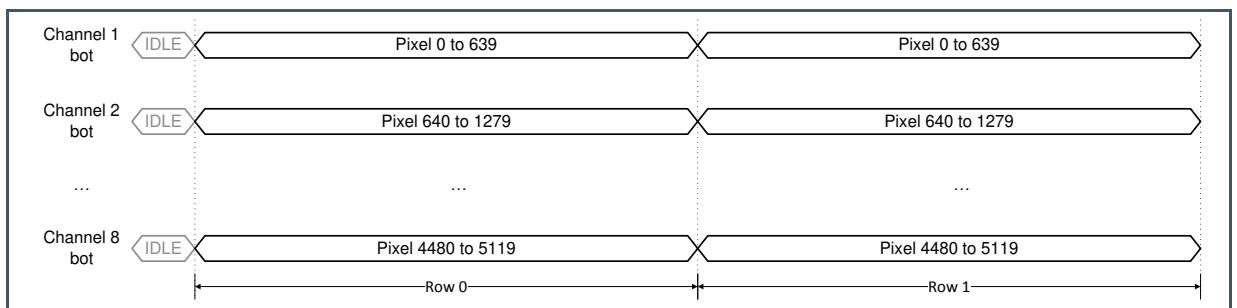 Channel 1
bot
IDLE
Pixel 0 to 639
Pixel 0 to 639
Channel 2
bot
IDLE
Pixel 640 to 1279
Pixel 640 to 1279
...
...
...
Channel 8
bot
IDLE
Pixel 4480 to 5119
Pixel 4480 to 5119
Row 0
Row 1